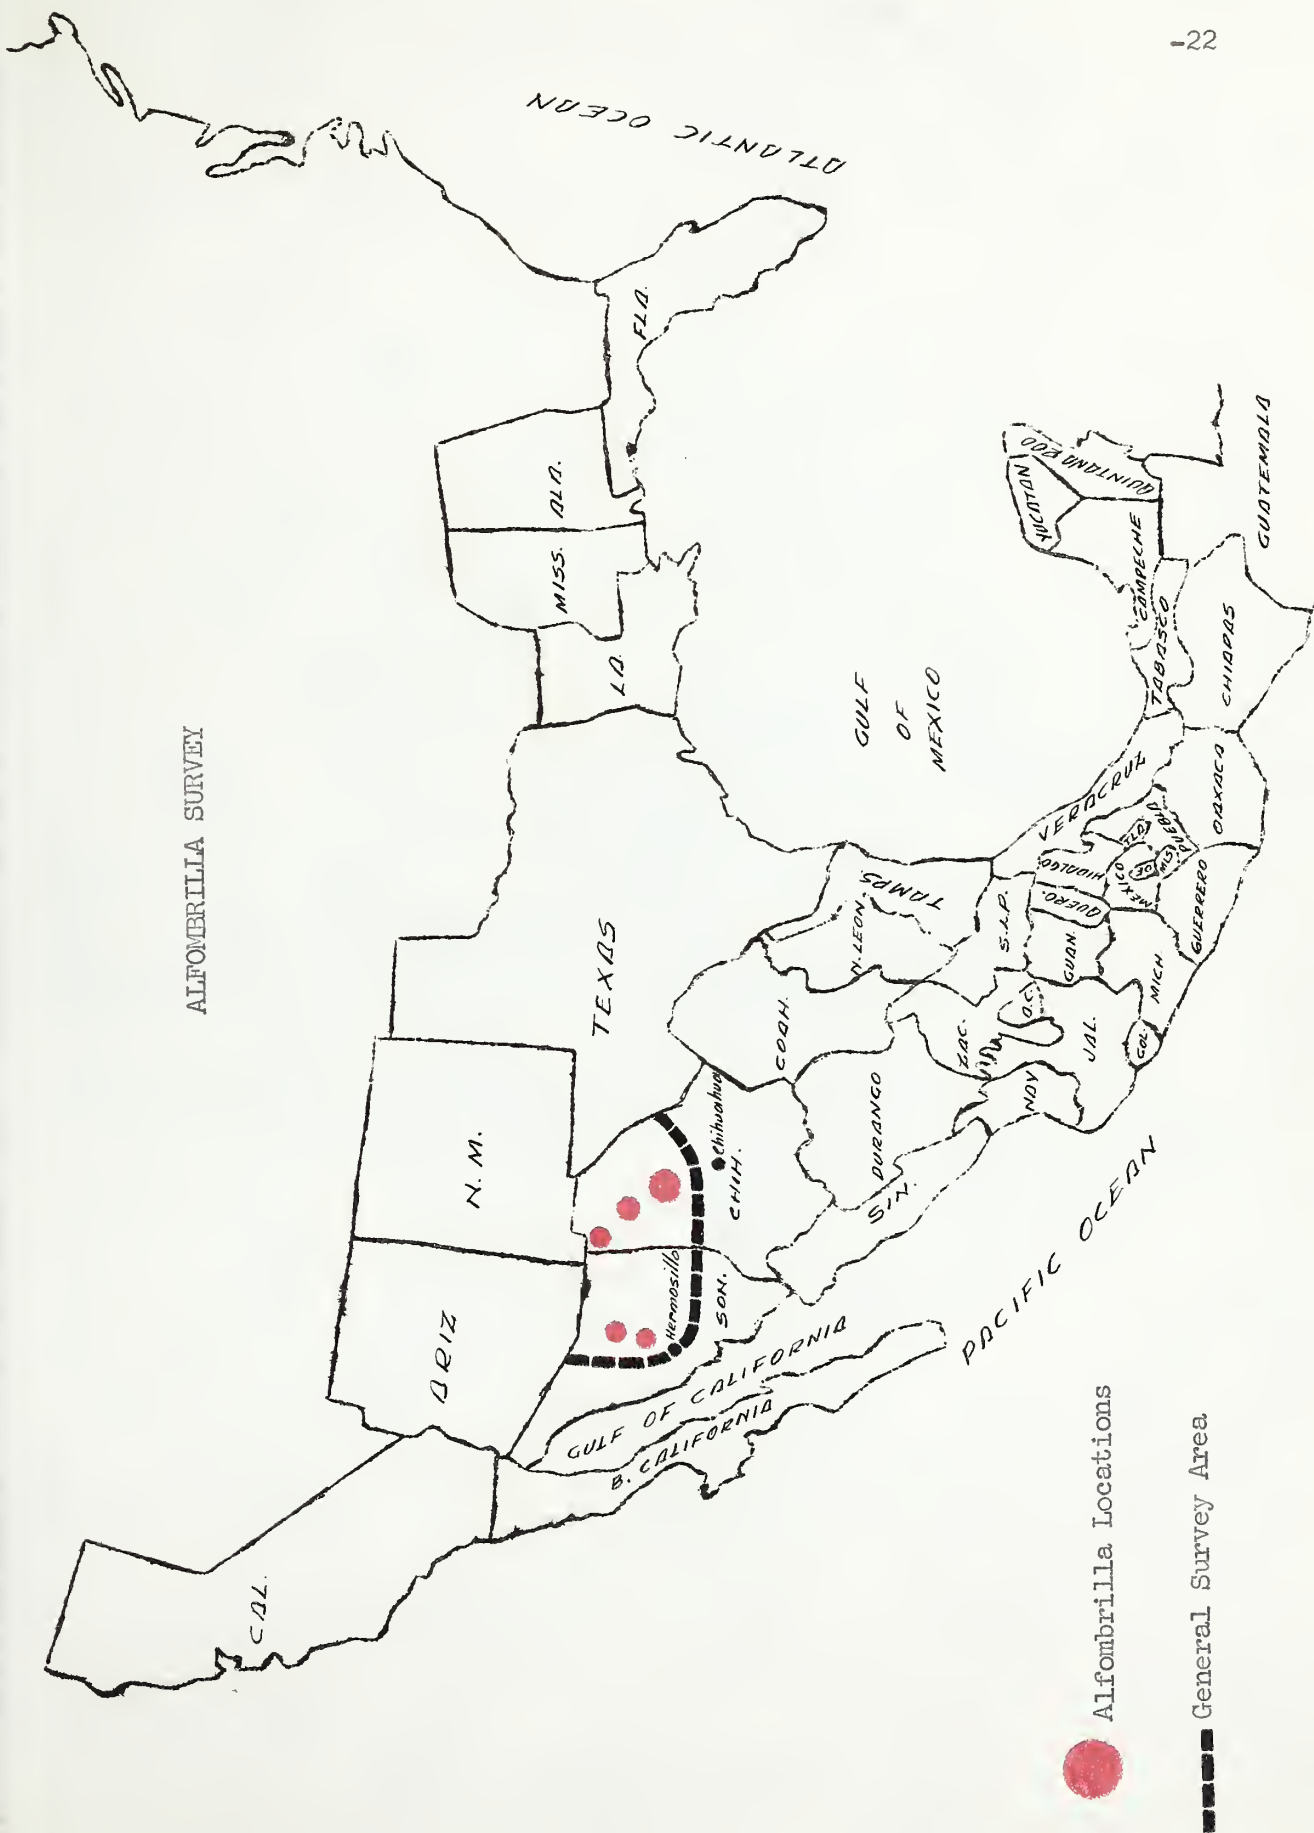 -22
ALFOMBRILLA SURVEY
ATLANTIC OCEAN
CAL.
ARIZ
N.M.
TEXAS
LA.
MISS.
ALA.
FLA.
GULF
OF
MEXICO
GULF OF CALIFORNIA
B. CALIFORNIA
PACIFIC OCEAN
Hermosillo
SON.
Chihuahua
CHIH.
COAH.
N. LEON
TAMPS
SIN.
DURANGO
ZAC.
S.L.P.
NAY
JAL.
A.C.
GUAN.
QUERO.
HIDALGO
VERACRUZ
COL.
MICH.
MEXICO
D.F.
TLA.
PUEBLA
GUERRERO
OAXACA
TABASCO
CHIAPAS
CAMPECHE
YUCATAN
QUINTANA ROO
GUATEMALA
Alfombrilla Locations
General Survey Area